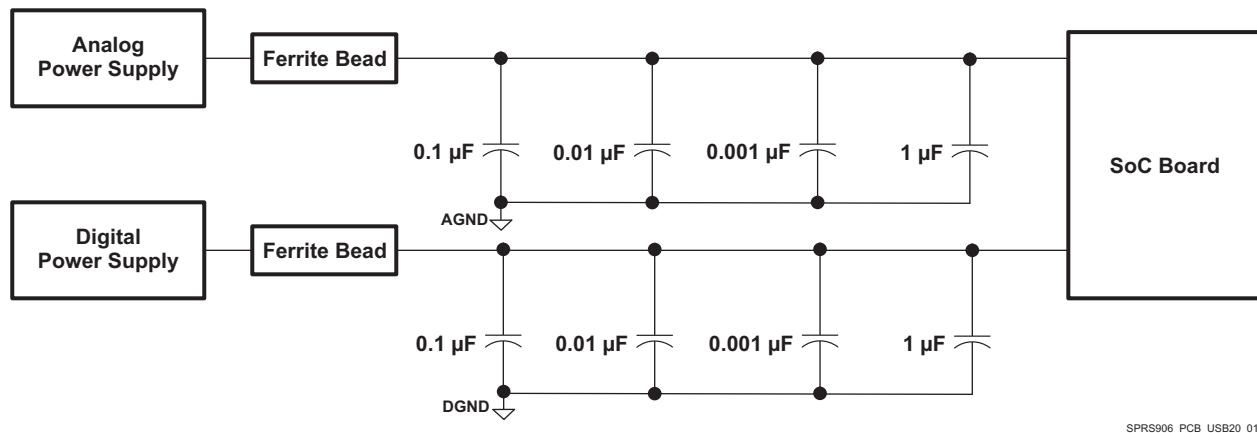 Analog
Power Supply
Ferrite Bead
0.1 µF
0.01 µF
0.001 µF
1 µF
SoC Board
AGND
Digital
Power Supply
Ferrite Bead
0.1 µF
0.01 µF
0.001 µF
1 µF
DGND
SPRS906_PCB_USB20_01